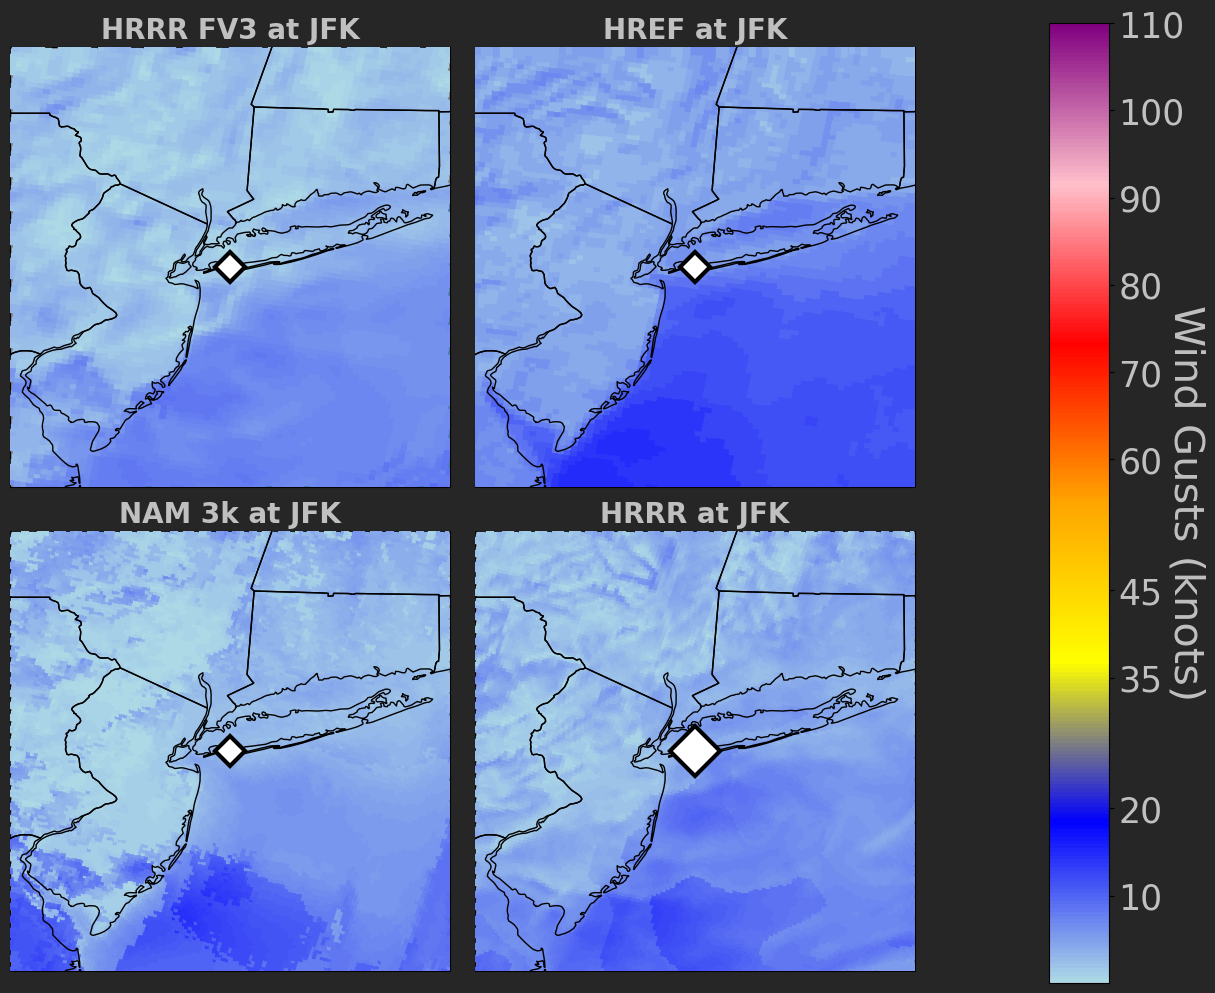 HRRR FV3 at JFK
HREF at JFK
NAM 3k at JFK
HRRR at JFK
110
100
90
80
70
60
45
35
20
10
Wind Gusts (knots)